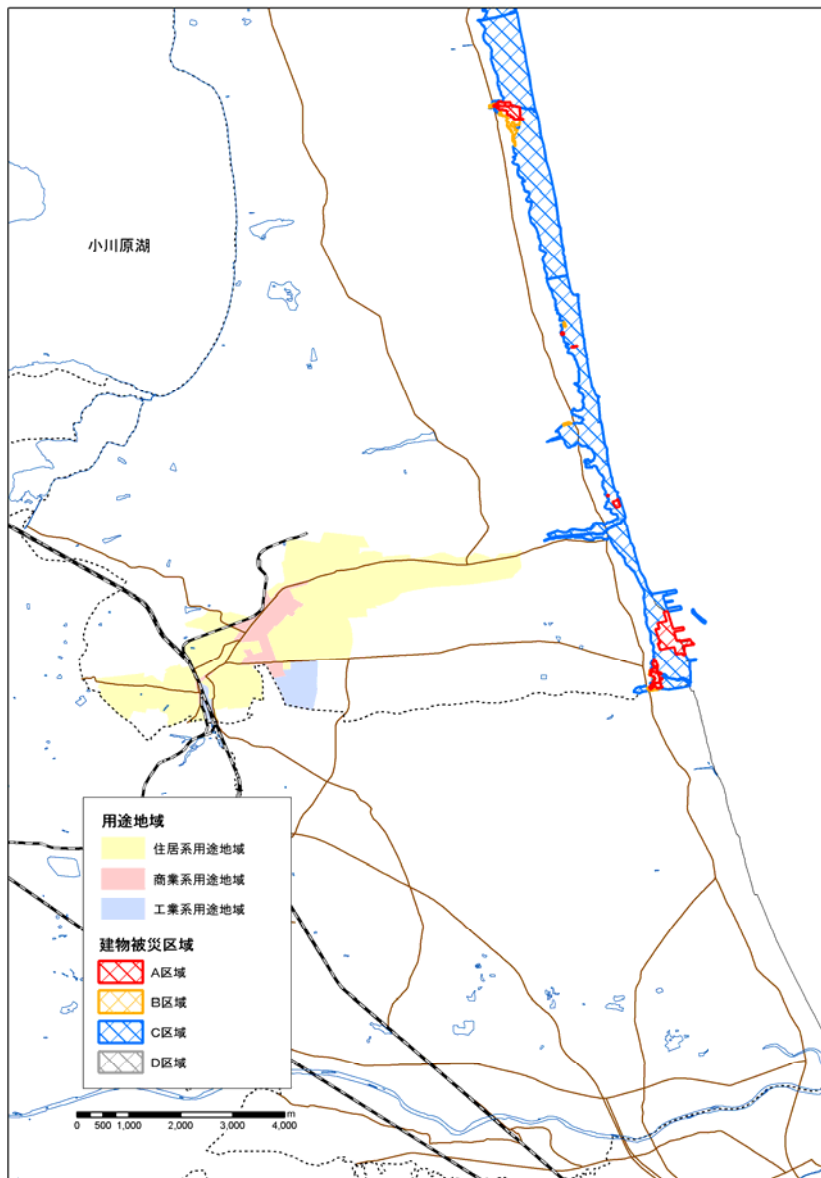 小川原湖
用途地域
住居系用途地域
商業系用途地域
工業系用途地域
建物被災区域
A区域
B区域
C区域
D区域
0 500 1,000 2,000 3,000 4,000 m